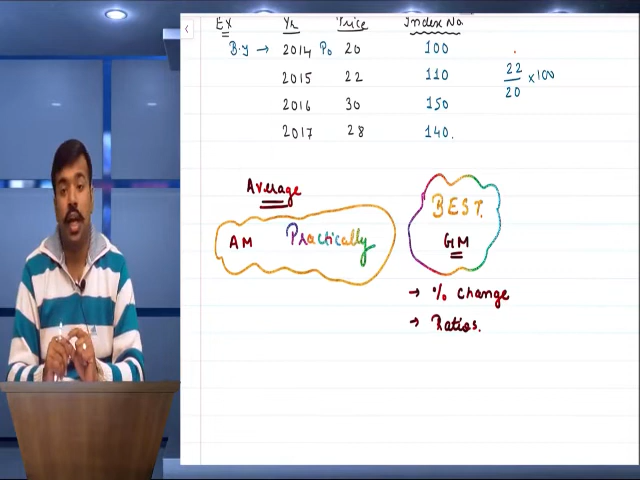 Ex Yr Price Index No.
B.y → 2014 P₀ 20 100
2015 22 110 22/20 × 100
2016 30 150
2017 28 140.
Average
AM Practically
BEST.
GM
→ % change
→ Ratios.